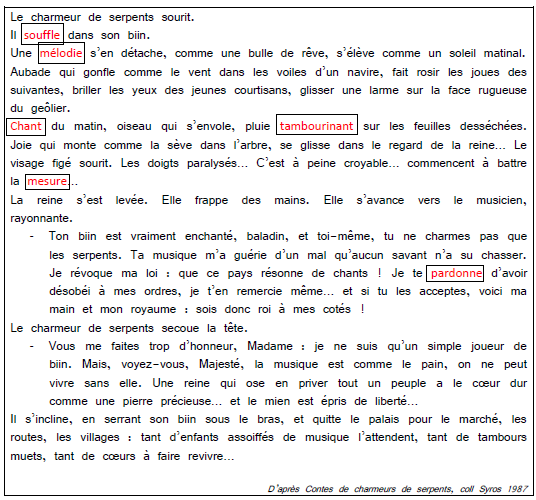 Le charmeur de serpents sourit.
Il souffle dans son biin.
Une mélodie s'en détache, comme une bulle de rêve, s'élève comme un soleil matinal.
Aubade qui gonfle comme le vent dans les voiles d'un navire, fait rosir les joues des
suivantes, briller les yeux des jeunes courtisans, glisser une larme sur la face rugueuse
du geôlier.
Chant du matin, oiseau qui s'envole, pluie tambourinant sur les feuilles desséchées.
Joie qui monte comme la sève dans l'arbre, se glisse dans le regard de la reine... Le
visage figé sourit. Les doigts paralysés... C'est à peine croyable... commencent à battre
la mesure...
La reine s'est levée. Elle frappe des mains. Elle s'avance vers le musicien,
rayonnante.
- Ton biin est vraiment enchanté, baladin, et toi-même, tu ne charmes pas que
les serpents. Ta musique m'a guérie d'un mal qu'aucun savant n'a su chasser.
Je révoque ma loi : que ce pays résonne de chants ! Je te pardonne d'avoir
désobéi à mes ordres, je t'en remercie même... et si tu les acceptes, voici ma
main et mon royaume : sois donc roi à mes cotés !
Le charmeur de serpents secoue la tête.
- Vous me faites trop d'honneur, Madame : je ne suis qu'un simple joueur de
biin. Mais, voyez-vous, Majesté, la musique est comme le pain, on ne peut
vivre sans elle. Une reine qui ose en priver tout un peuple a le cœur dur
comme une pierre précieuse... et le mien est épris de liberté...
Il s'incline, en serrant son biin sous le bras, et quitte le palais pour le marché, les
routes, les villages : tant d'enfants assoiffés de musique l'attendent, tant de tambours
muets, tant de cœurs à faire revivre...
D'après Contes de charmeurs de serpents, coll Syros 1987